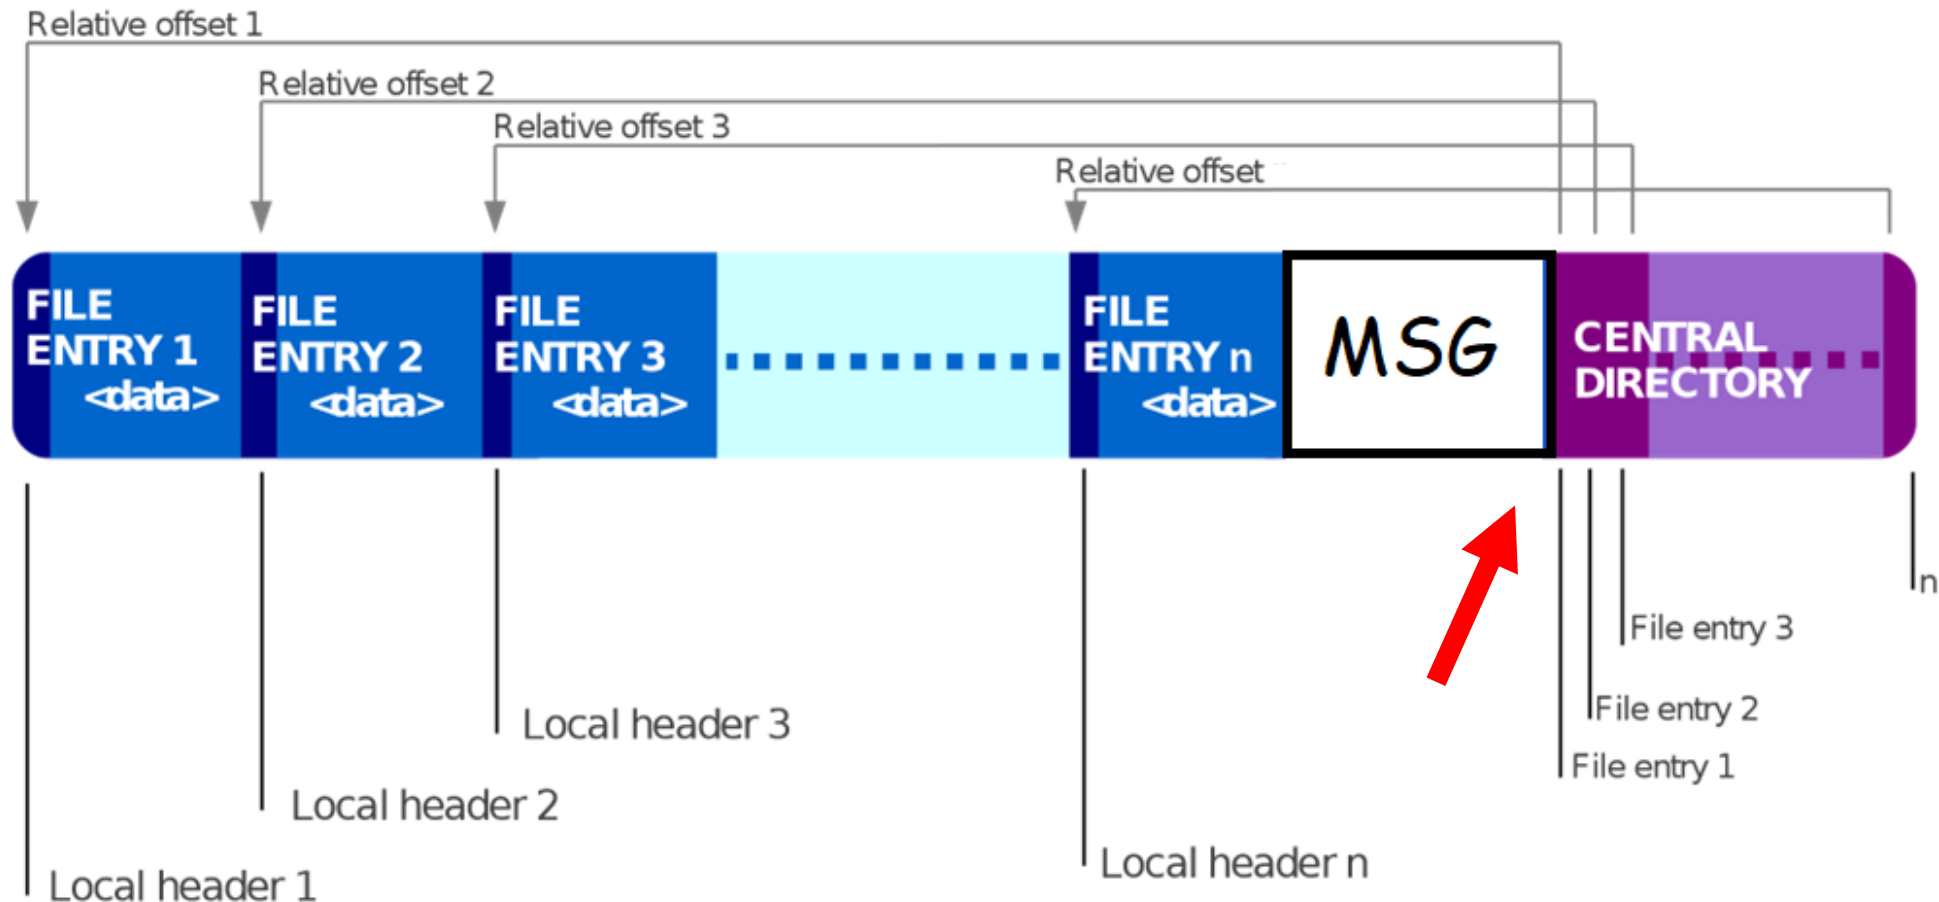 Relative offset 1
Relative offset 2
Relative offset 3
Relative offset
FILE
ENTRY 1
<data>
FILE
ENTRY 2
<data>
FILE
ENTRY 3
<data>
FILE
ENTRY n
<data>
MSG
CENTRAL
DIRECTORY
n
File entry 3
File entry 2
File entry 1
Local header 3
Local header 2
Local header n
Local header 1